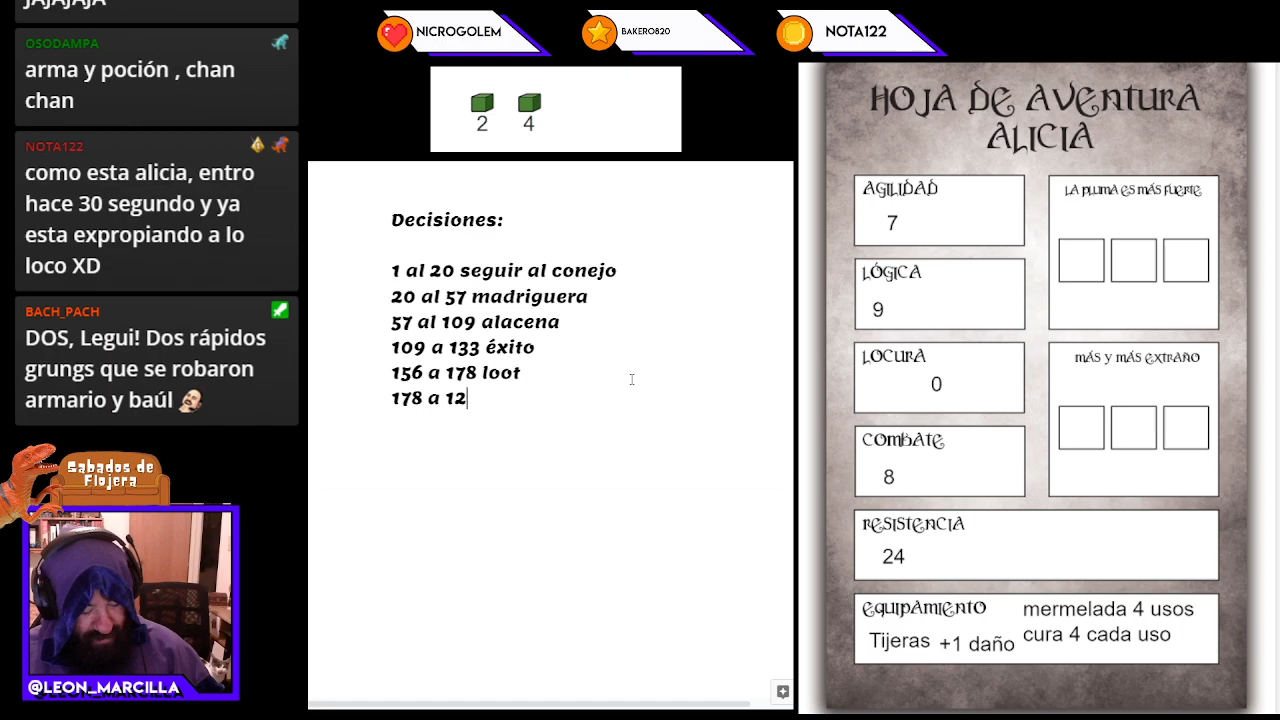 JAJAJAJA
OSODAMPA
arma y poción , chan
chan
NOTA122
como esta alicia, entro
hace 30 segundo y ya
esta expropiando a lo
loco XD
BACH_PACH
DOS, Legui! Dos rápidos
grungs que se robaron
armario y baúl
Sabados de
Flojera
@LEON_MARCILLA
NICROGOLEM
BAKERO820
NOTA122
2 4
Decisiones:
1 al 20 seguir al conejo
20 al 57 madriguera
57 al 109 alacena
109 a 133 éxito
156 a 178 loot
178 a 12
HOJA DE AVENTURA
ALICIA
AGILIDAD
7
LA PLUMA ES MÁS FUERTE
LÓGICA
9
LOCURA
0
MÁS Y MÁS EXTRAÑO
COMBATE
8
RESISTENCIA
24
EQUIPAMIENTO
Tijeras +1 daño
mermelada 4 usos
cura 4 cada uso